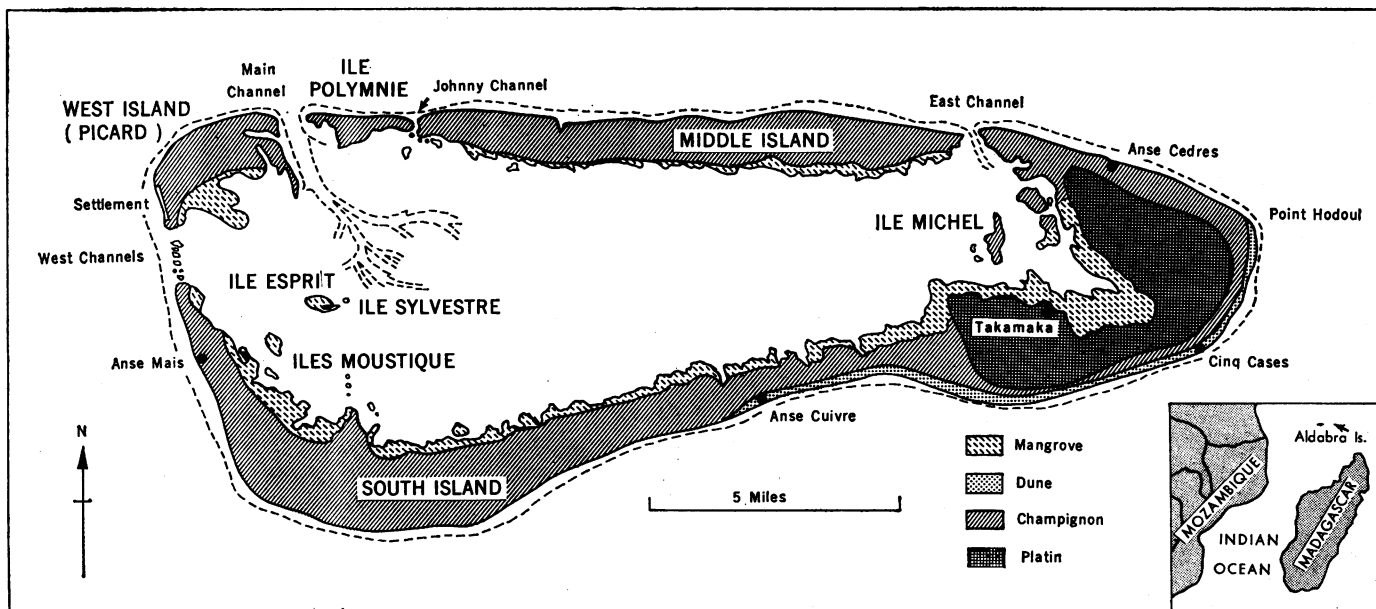 Main
Channel
ILE
POLYMNIE
Johnny Channel
WEST ISLAND
( PICARD )
East Channel
MIDDLE ISLAND
Anse Cedres
Settlement
ILE MICHEL
Point Hodoul
West Channels
ILE ESPRIT
ILE SYLVESTRE
Takamaka
Anse Mais
ILES MOUSTIQUE
Cinq Cases
Anse Cuivre
N
SOUTH ISLAND
5 Miles
Mangrove
Dune
Champignon
Platin
Aldabra Is.
MOZAMBIQUE
MADAGASCAR
INDIAN
OCEAN